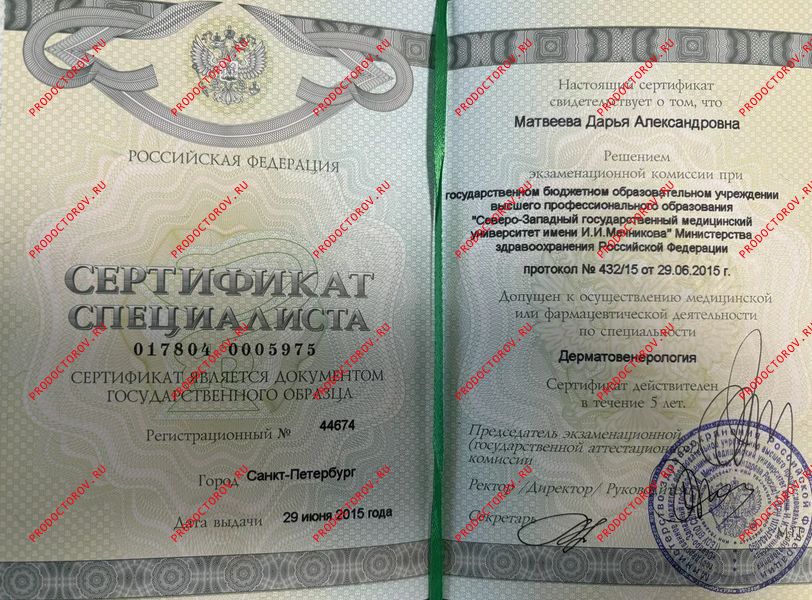 РОССИЙСКАЯ ФЕДЕРАЦИЯ
СЕРТИФИКАТ
СПЕЦИАЛИСТА
017804 0005975
СЕРТИФИКАТ ЯВЛЯЕТСЯ ДОКУМЕНТОМ
ГОСУДАРСТВЕННОГО ОБРАЗЦА
Регистрационный № 44674
Город Санкт-Петербург
Дата выдачи 29 июня 2015 года
Настоящий сертификат
свидетельствует о том, что
Матвеева Дарья Александровна
Решением
экзаменационной комиссии при
государственном бюджетном образовательном учреждении
высшего профессионального образования
"Северо-Западный государственный медицинский
университет имени И.И.Мечникова" Министерства
здравоохранения Российской Федерации
протокол № 432/15 от 29.06.2015 г.
Допущен к осуществлению медицинской
или фармацевтической деятельности
по специальности
Дерматовенерология
Сертификат действителен
в течение 5 лет.
Председатель экзаменационной
(государственной аттестационной)
комиссии
Ректор /Директор/ Руководитель
Секретарь
PRODOCTOROV.RU